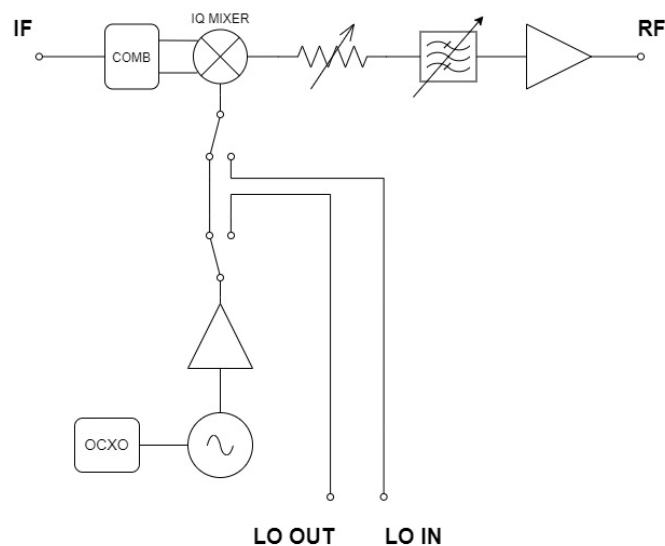 IQ MIXER
IF
RF
COMB
OCXO
LO OUT
LO IN